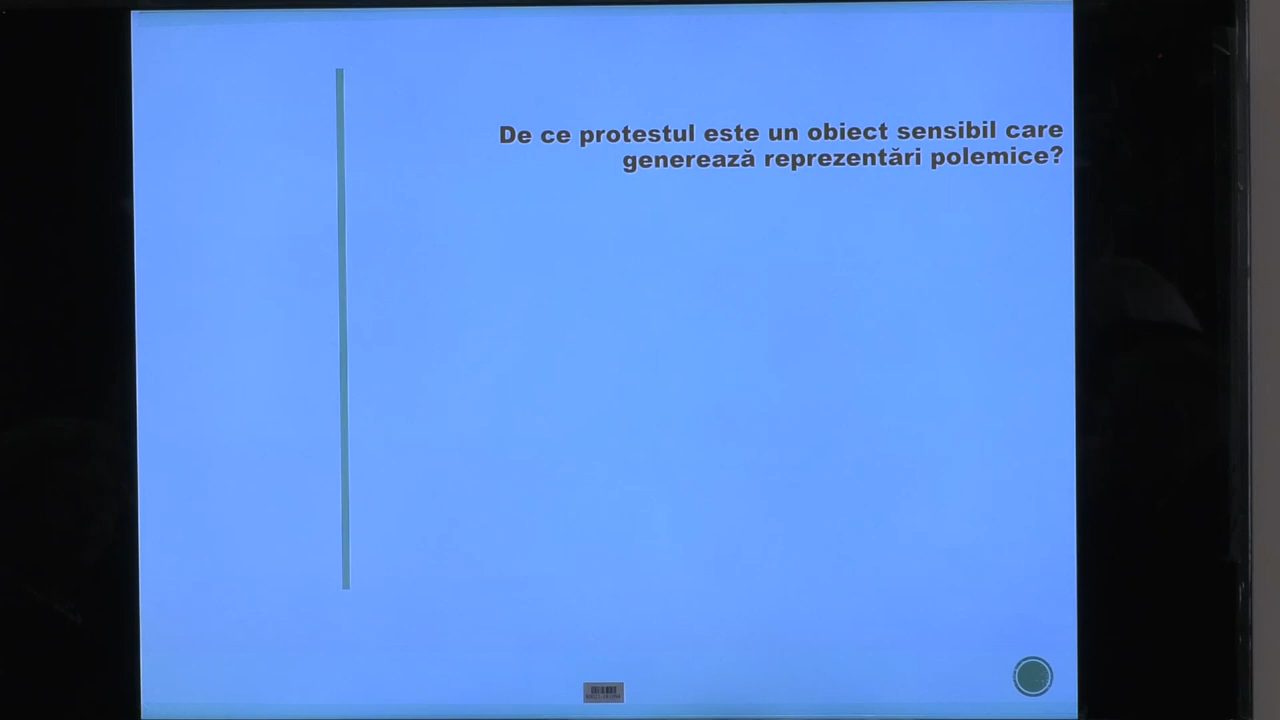 De ce protestul este un obiect sensibil care
generează reprezentări polemice?